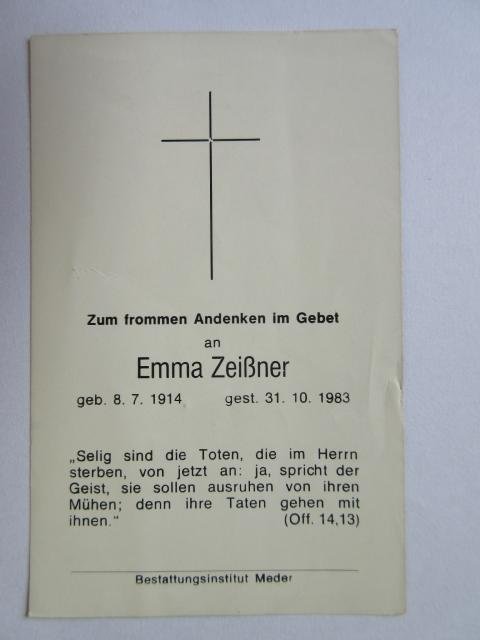 Zum frommen Andenken im Gebet
an
Emma Zeißner
geb. 8. 7. 1914 gest. 31. 10. 1983
„Selig sind die Toten, die im Herrn
sterben, von jetzt an: ja, spricht der
Geist, sie sollen ausruhen von ihren
Mühen; denn ihre Taten gehen mit
ihnen.“ (Off. 14,13)
Bestattungsinstitut Meder